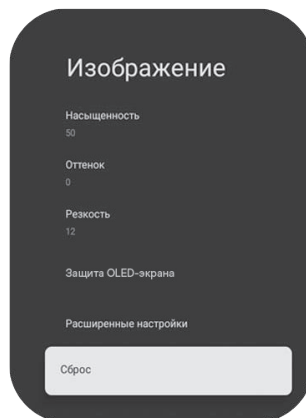 Изображение
Насыщенность
50
Оттенок
0
Резкость
12
Защита OLED-экрана
Расширенные настройки
Сброс